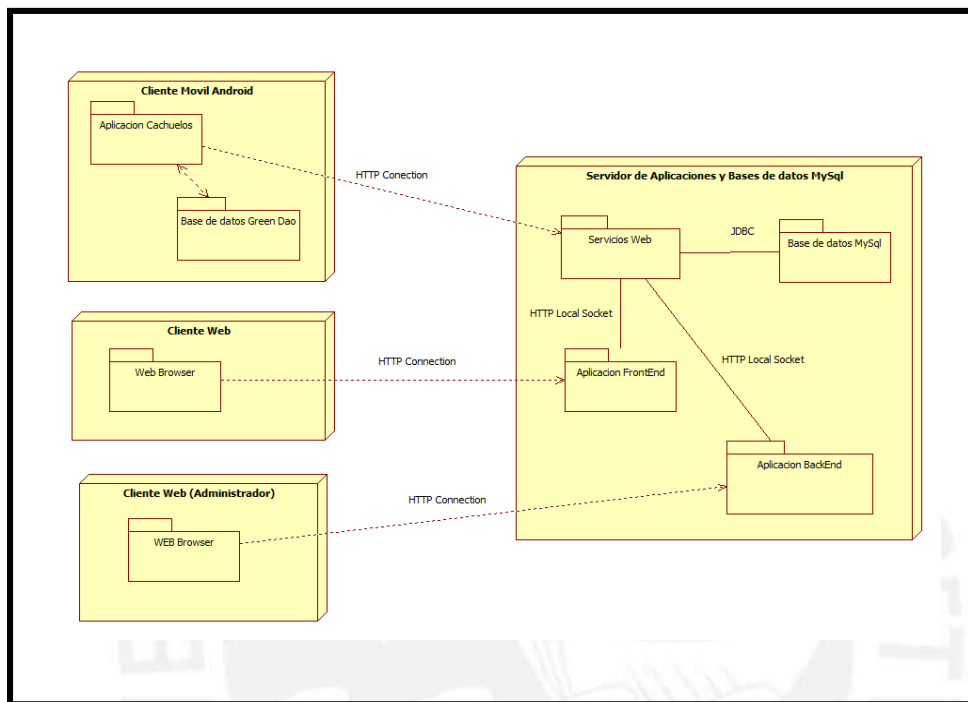 Cliente Movil Android
Aplicacion Cachuelos
Base de datos Green Dao
HTTP Conection
Servidor de Aplicaciones y Bases de datos MySql
Servicios Web
JDBC
Base de datos MySql
HTTP Local Socket
HTTP Local Socket
Aplicacion FrontEnd
Aplicacion BackEnd
Cliente Web
Web Browser
HTTP Connection
Cliente Web (Administrador)
WEB Browser
HTTP Connection